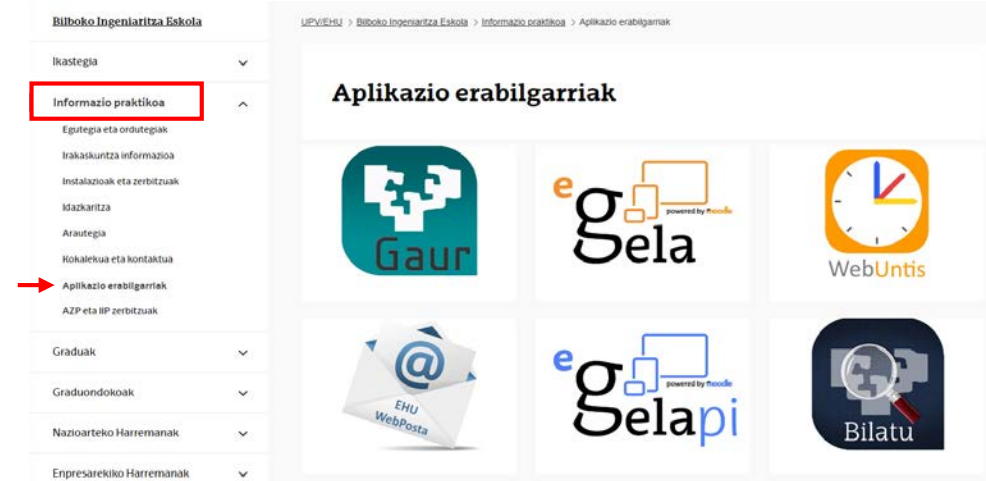 Bilboko Ingeniaritza Eskola
Ikastegia
Informazio praktikoa
Egutegia eta ordutegiak
Irakaskuntza informazioa
Instalazioak eta zerbitzuak
Idazkaritza
Arautegia
Kokalekua eta kontaktua
Aplikazio erabilgarriak
AZP eta IIP zerbitzuak
Graduak
Graduondokoak
Nazioarteko Harremanak
Enpresarekiko Harremanak
UPV/EHU > Bilboko Ingeniaritza Eskola > Informazio praktikoa > Aplikazio erabilgarriak
Aplikazio erabilgarriak
Gaur
e
gela
powered by moodle
WebUntis
@
EHU
WebPosta
e
gelapi
powered by moodle
Bilatu